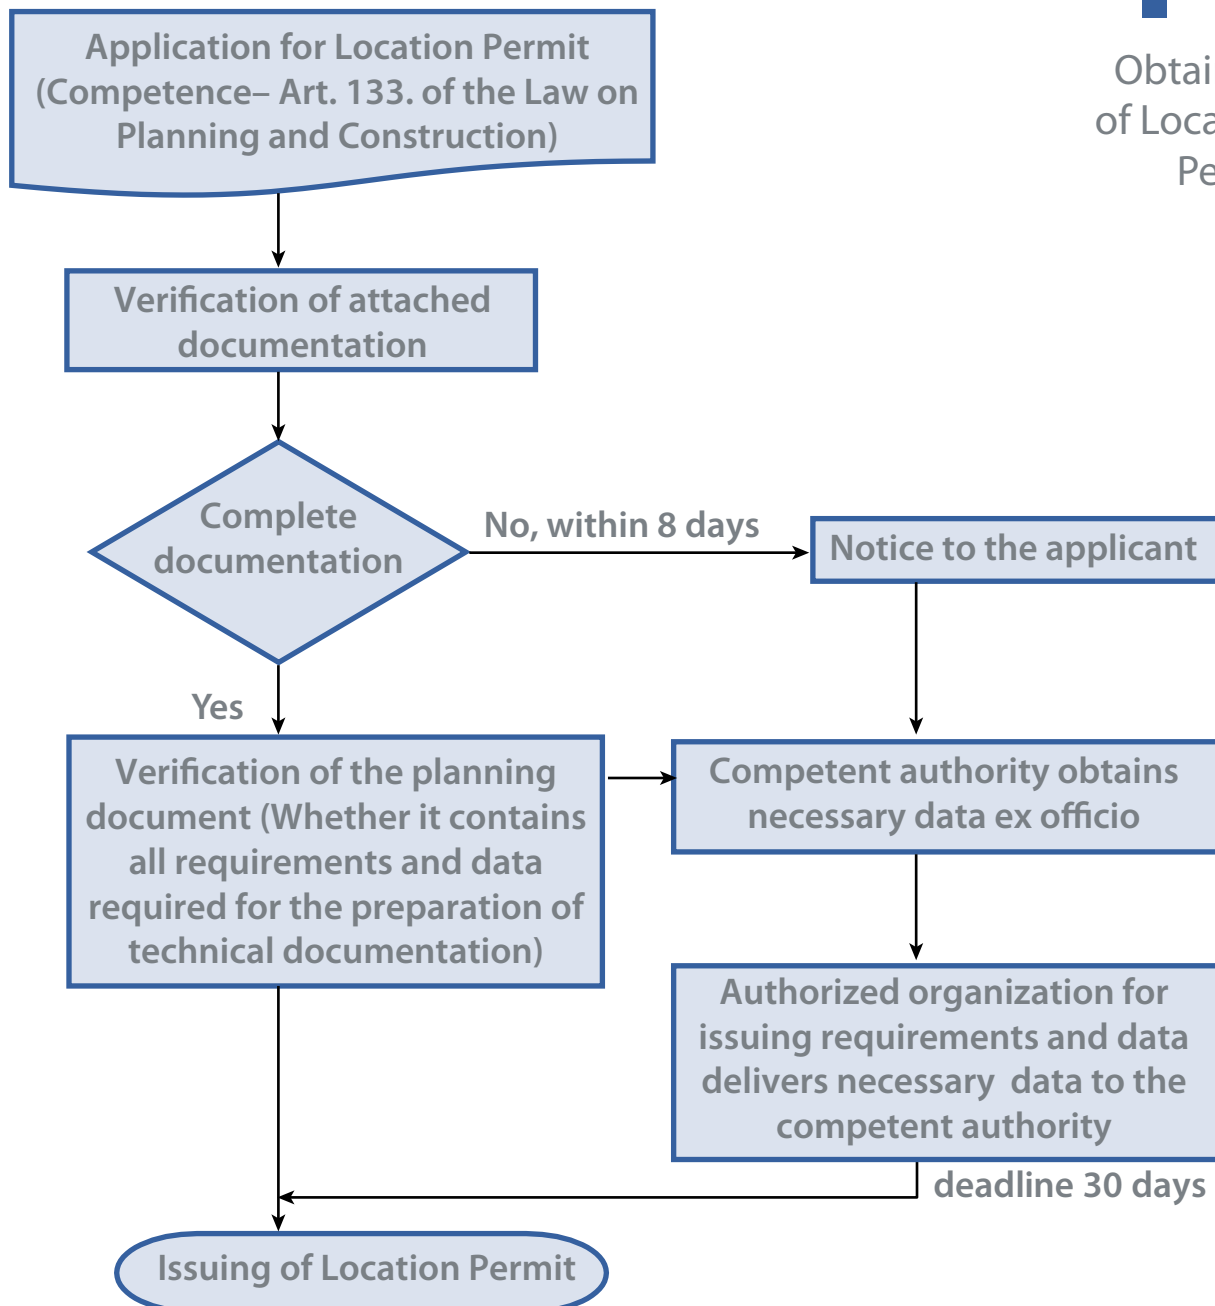 Application for Location Permit
(Competence– Art. 133. of the Law on
Planning and Construction)
Obtai
of Loca
Pe
Verification of attached
documentation
Complete
documentation
No, within 8 days
Notice to the applicant
Yes
Verification of the planning
document (Whether it contains
all requirements and data
required for the preparation of
technical documentation)
Competent authority obtains
necessary data ex officio
Authorized organization for
issuing requirements and data
delivers necessary data to the
competent authority
deadline 30 days
Issuing of Location Permit